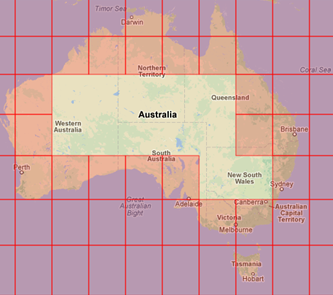 Timor Sea
Darwin
Coral Sea
Northern
Territory
Queensland
Australia
Western
Australia
Brisbane
South
Australia
Perth
New South
Wales
Sydney
Great
Australian
Bight
Adelaide
Canberra
Australian
Capital
Territory
Victoria
Melbourne
Tasmania
Hobart